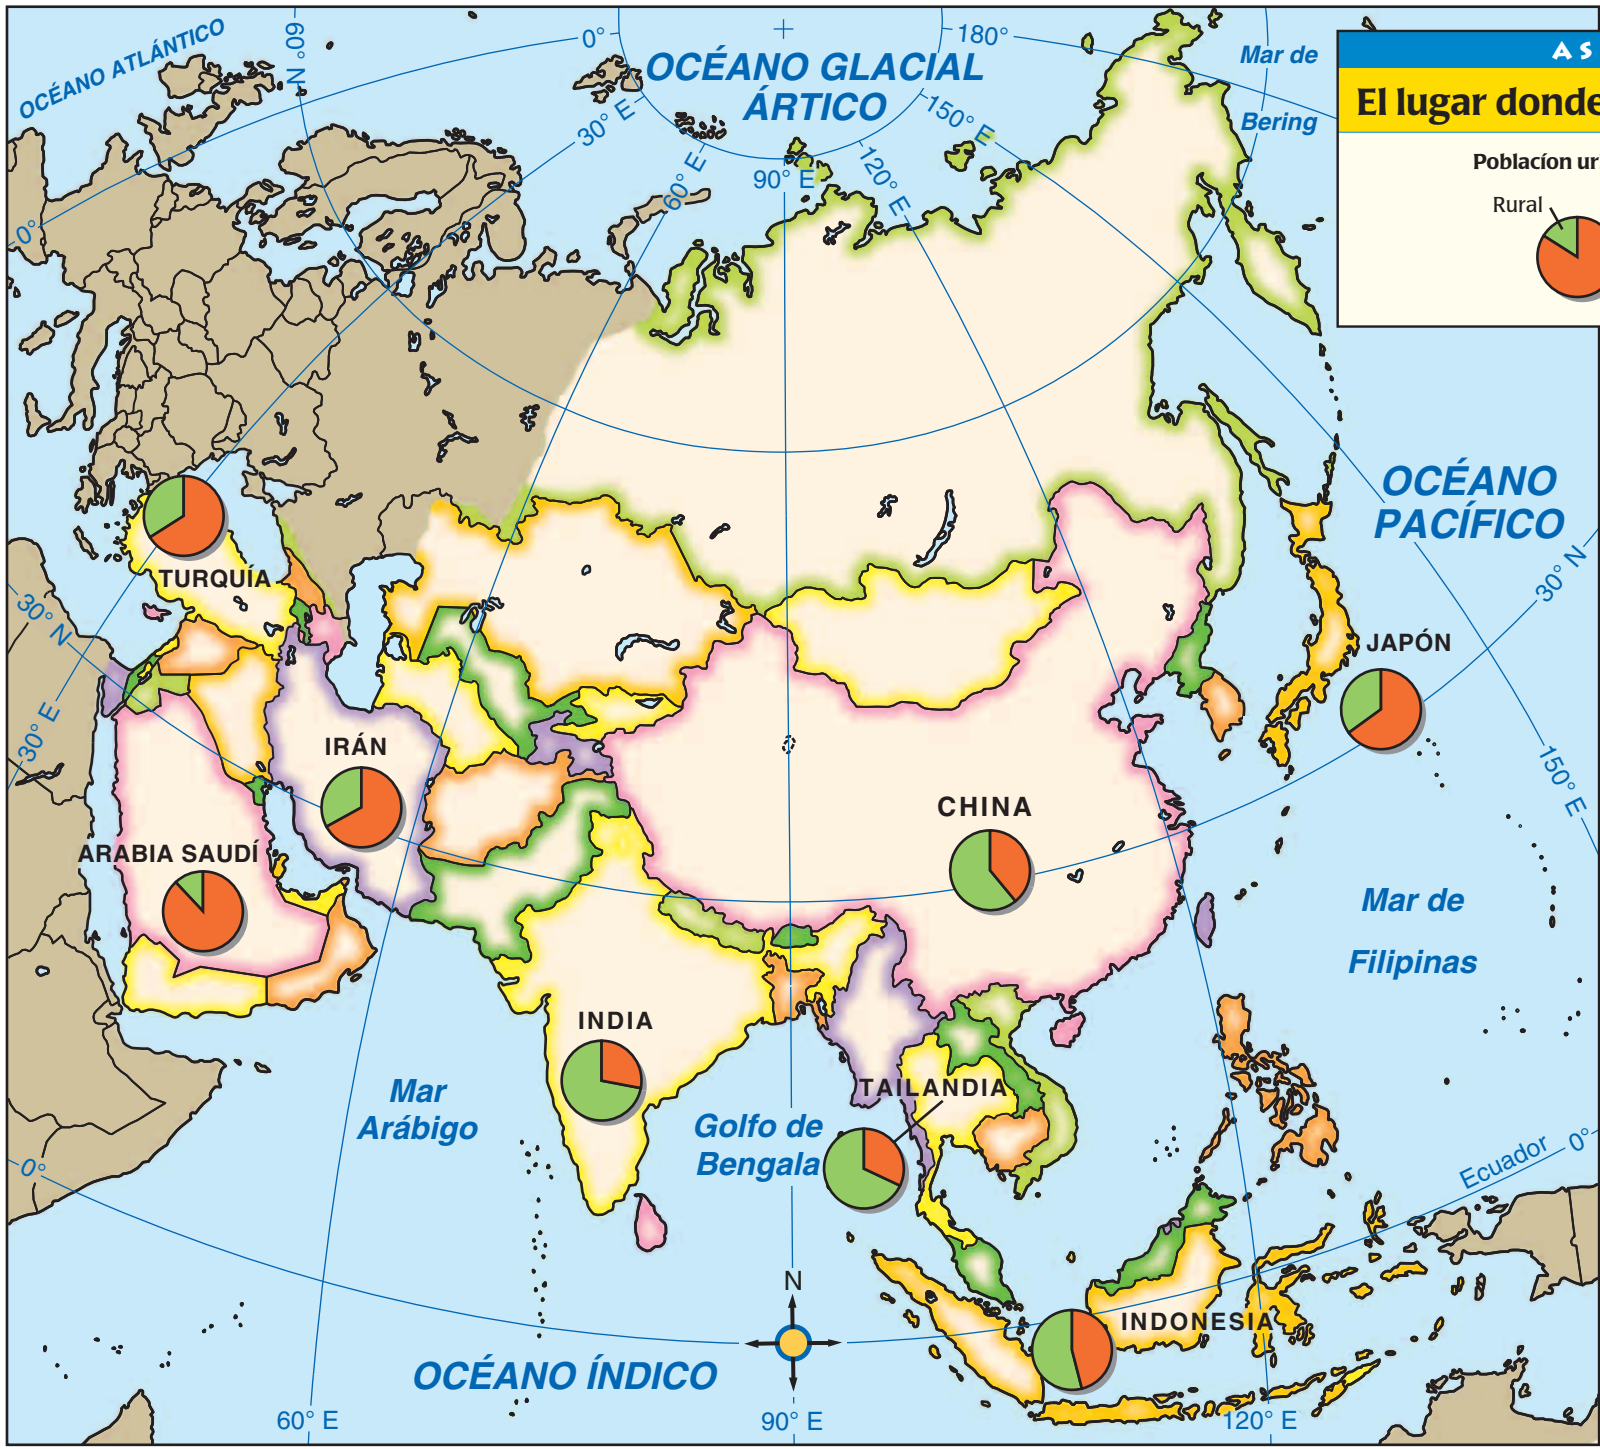 OCÉANO ATLÁNTICO
60° N
0°
OCÉANO GLACIAL
ÁRTICO
180°
Mar de
Bering
A S
El lugar donde
Poblacíon ur
Rural
30° E
60° E
90° E
120° E
150° E
0°
OCÉANO
PACÍFICO
TURQUÍA
30° N
30° N
JAPÓN
30° E
IRÁN
150° E
CHINA
ARABIA SAUDÍ
Mar de
Filipinas
INDIA
Mar
Arábigo
TAILANDIA
Golfo de
Bengala
0°
Ecuador
0°
N
INDONESIA
OCÉANO ÍNDICO
60° E
90° E
120° E